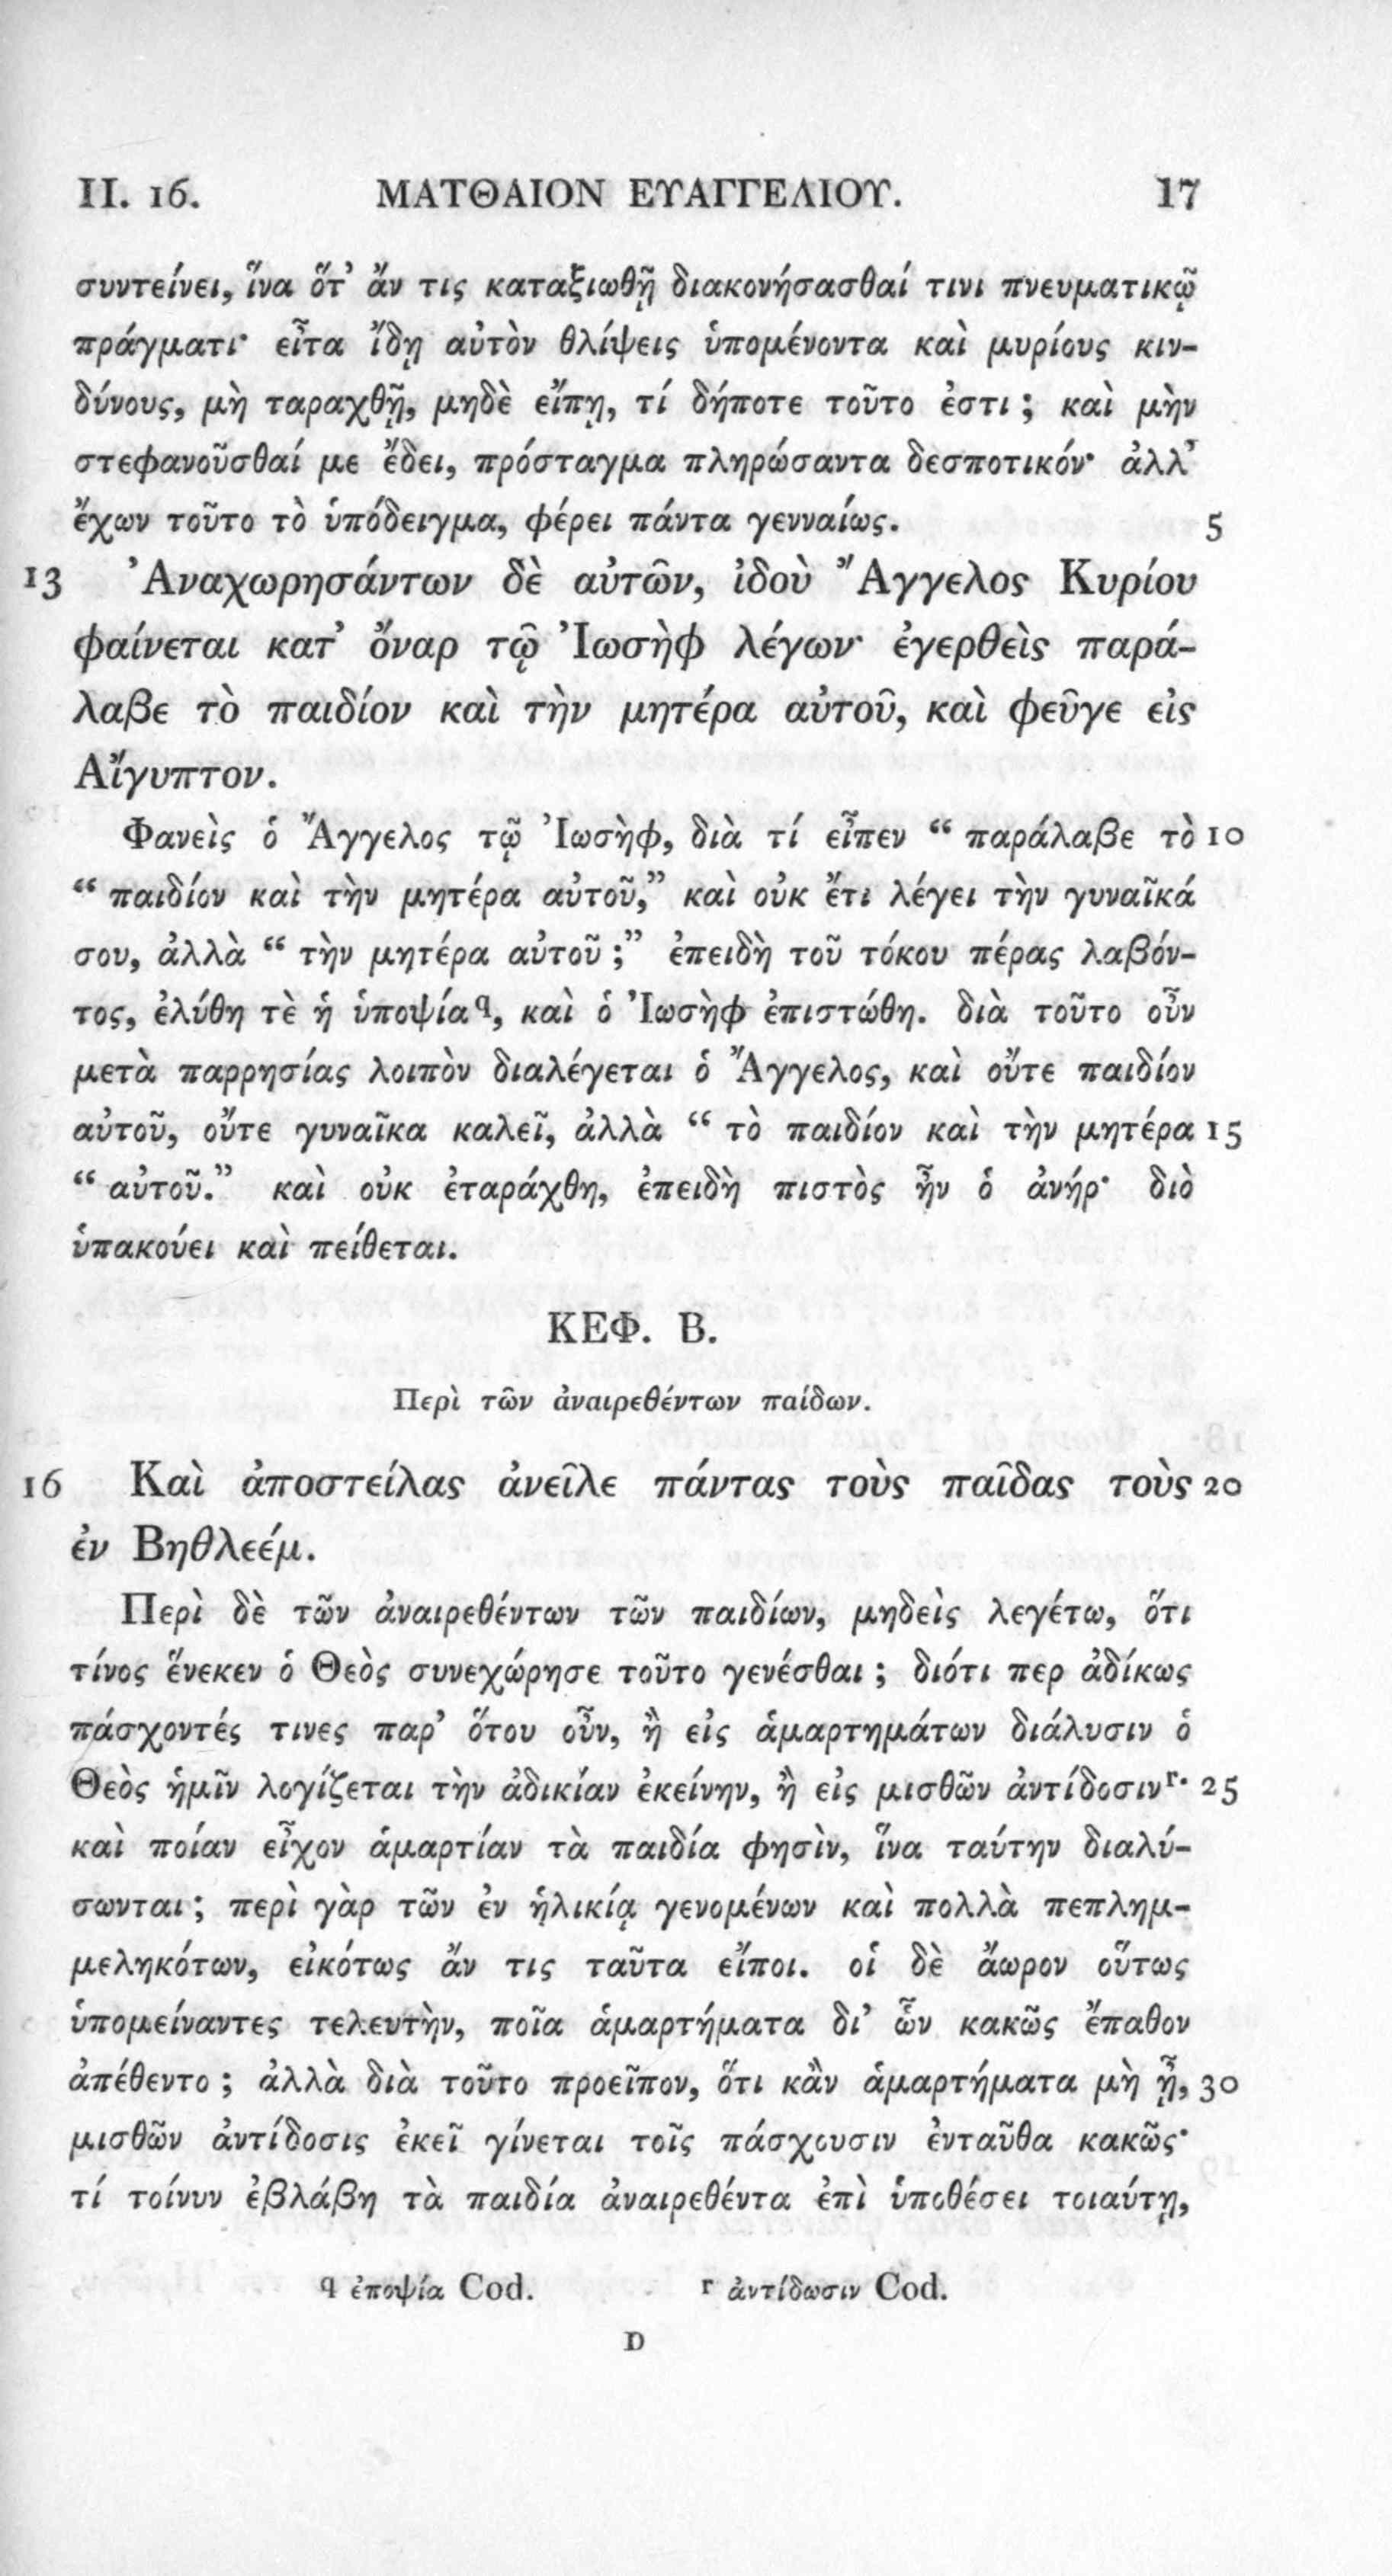 II. 16. ΜΑΤΘΑΙΟΝ ΕΥΑΓΓΕΛΙΟΥ. 17
συντείνει, ἵνα ὅτ’ ἄν τις καταξιωθῇ διακονήσασθαί τινι πνευματικῷ
πράγματι· εἶτα ἴδῃ αὐτὸν θλίψεις ὑπομένοντα καὶ μυρίους κιν-
δύνους, μὴ ταραχθῇ, μηδὲ εἴπῃ, τί δήποτε τοῦτο ἐστι ; καὶ μὴν
στεφανοῦσθαί με ἔδει, πρόσταγμα πληρώσαντα δεσποτικόν· ἀλλ’
ἔχων τοῦτο τὸ ὑπόδειγμα, φέρει πάντα γενναίως. 5
13 Ἀναχωρησάντων δὲ αὐτῶν, ἰδοὺ Ἄγγελος Κυρίου
φαίνεται κατ’ ὄναρ τῷ Ἰωσὴφ λέγων· ἐγερθεὶς παρά-
λαβε τὸ παιδίον καὶ τὴν μητέρα αὐτοῦ, καὶ φεῦγε εἰς
Αἴγυπτον.
Φανεὶς ὁ Ἄγγελος τῷ Ἰωσὴφ, διὰ τί εἶπεν “ παράλαβε τὸ 10
“ παιδίον καὶ τὴν μητέρα αὐτοῦ,” καὶ οὐκ ἔτι λέγει τὴν γυναῖκά
σου, ἀλλὰ “ τὴν μητέρα αὐτοῦ ;” ἐπειδὴ τοῦ τόκου πέρας λαβόν-
τος, ἐλύθη τὲ ἡ ὑποψία q, καὶ ὁ Ἰωσὴφ ἐπιστώθη. διὰ τοῦτο οὖν
μετὰ παρρησίας λοιπὸν διαλέγεται ὁ Ἄγγελος, καὶ οὔτε παιδίον
αὐτοῦ, οὔτε γυναῖκα καλεῖ, ἀλλὰ “ τὸ παιδίον καὶ τὴν μητέρα 15
“ αὐτοῦ.” καὶ οὐκ ἐταράχθη, ἐπειδὴ πιστὸς ἦν ὁ ἀνήρ· διὸ
ὑπακούει καὶ πείθεται.
ΚΕΦ. Β.
Περὶ τῶν ἀναιρεθέντων παίδων.
16 Καὶ ἀποστείλας ἀνεῖλε πάντας τοὺς παῖδας τοὺς 20
ἐν Βηθλεέμ.
Περὶ δὲ τῶν ἀναιρεθέντων τῶν παιδίων, μηδεὶς λεγέτω, ὅτι
τίνος ἕνεκεν ὁ Θεὸς συνεχώρησε τοῦτο γενέσθαι ; διότι περ ἀδίκως
πάσχοντές τινες παρ’ ὅτου οὖν, ἢ εἰς ἁμαρτημάτων διάλυσιν ὁ
Θεὸς ἡμῖν λογίζεται τὴν ἀδικίαν ἐκείνην, ἢ εἰς μισθῶν ἀντίδοσιν r· 25
καὶ ποίαν εἶχον ἁμαρτίαν τὰ παιδία φησὶν, ἵνα ταύτην διαλύ-
σωνται ; περὶ γὰρ τῶν ἐν ἡλικίᾳ γενομένων καὶ πολλὰ πεπλημ-
μεληκότων, εἰκότως ἄν τις ταῦτα εἴποι. οἱ δὲ ἄωρον οὕτως
ὑπομείναντες τελευτὴν, ποῖα ἁμαρτήματα δι’ ὧν κακῶς ἔπαθον
ἀπέθεντο ; ἀλλὰ διὰ τοῦτο προεῖπον, ὅτι κἂν ἁμαρτήματα μὴ ᾖ, 30
μισθῶν ἀντίδοσις ἐκεῖ γίνεται τοῖς πάσχουσιν ἐνταῦθα κακῶς·
τί τοίνυν ἐβλάβη τὰ παιδία ἀναιρεθέντα ἐπὶ ὑποθέσει τοιαύτῃ,
q ἐποψία Cod. r ἀντίδωσιν Cod.
D